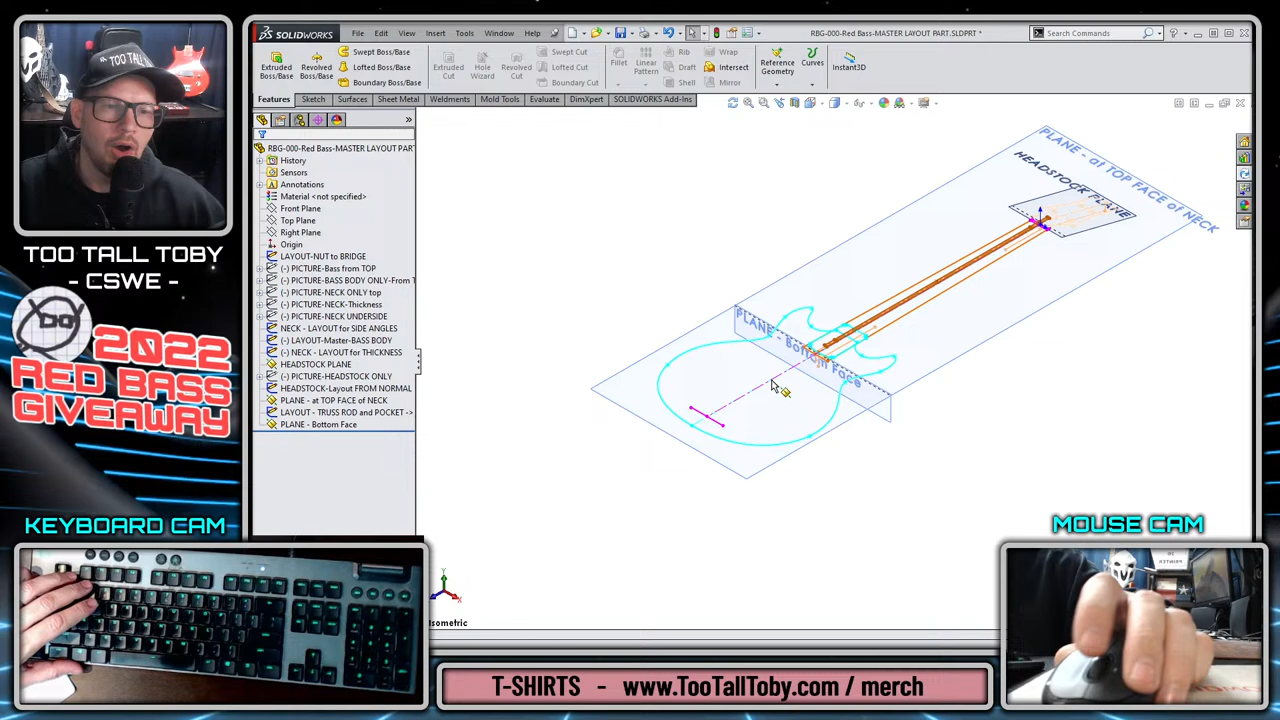 "TOO TALL TOBY"
TOO TALL TOBY
- CSWE -
2022
RED BASS
GIVEAWAY
KEYBOARD CAM
SOLIDWORKS
File
Edit
View
Insert
Tools
Window
Help
RBG-000-Red Bass-MASTER LAYOUT PART.SLDPRT *
Search Commands
Extruded
Boss/Base
Revolved
Boss/Base
Swept Boss/Base
Lofted Boss/Base
Boundary Boss/Base
Extruded
Cut
Hole
Wizard
Revolved
Cut
Swept Cut
Lofted Cut
Boundary Cut
Fillet
Linear
Pattern
Rib
Draft
Shell
Wrap
Intersect
Mirror
Reference
Geometry
Curves
Instant3D
Features
Sketch
Surfaces
Sheet Metal
Weldments
Mold Tools
Evaluate
DimXpert
SOLIDWORKS Add-Ins
RBG-000-Red Bass-MASTER LAYOUT PART
History
Sensors
Annotations
Material <not specified>
Front Plane
Top Plane
Right Plane
Origin
LAYOUT-NUT to BRIDGE
(-) PICTURE-Bass from TOP
(-) PICTURE-BASS BODY ONLY-From T
(-) PICTURE-NECK ONLY top
(-) PICTURE-NECK-Thickness
(-) PICTURE-NECK UNDERSIDE
NECK - LAYOUT for SIDE ANGLES
(-) LAYOUT-Master-BASS BODY
(-) NECK - LAYOUT for THICKNESS
HEADSTOCK PLANE
(-) PICTURE-HEADSTOCK ONLY
HEADSTOCK-Layout FROM NORMAL
PLANE - at TOP FACE of NECK
LAYOUT - TRUSS ROD and POCKET ->
PLANE - Bottom Face
PLANE - at TOP FACE of NECK
HEADSTOCK PLANE
PLANE - Bottom Face
Y
X
Isometric
MOUSE CAM
T-SHIRTS - www.TooTallToby.com / merch